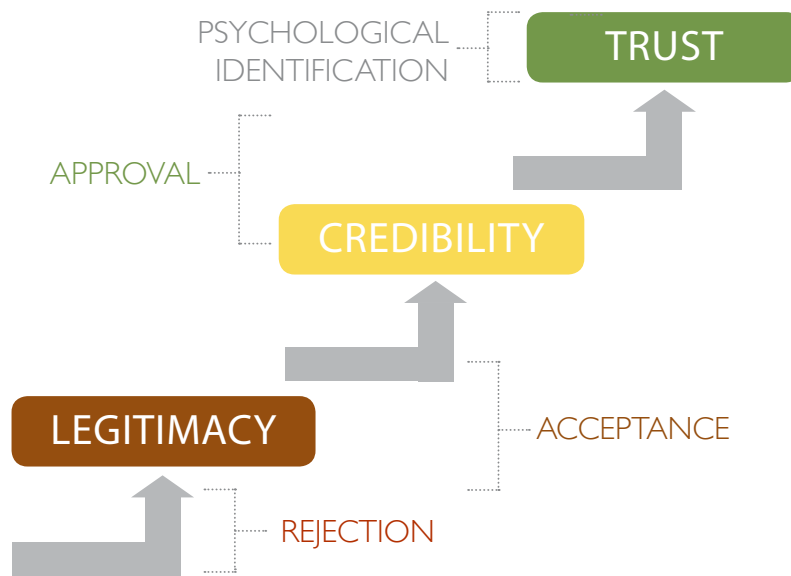 PSYCHOLOGICAL
IDENTIFICATION
TRUST
APPROVAL
CREDIBILITY
LEGITIMACY
ACCEPTANCE
REJECTION